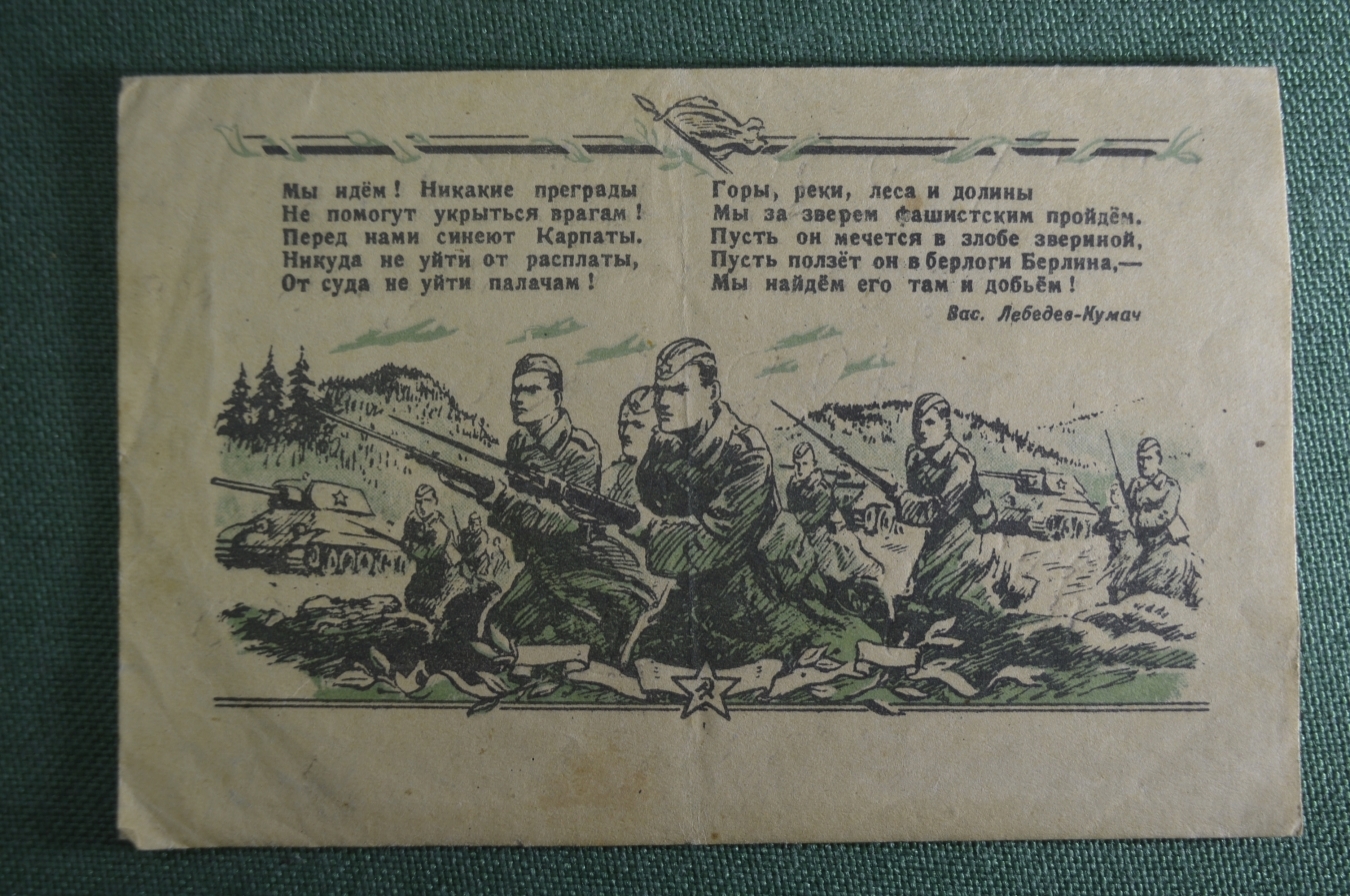 Мы идём! Никакие преграды
Не помогут укрыться врагам!
Перед нами синеют Карпаты.
Никуда не уйти от расплаты,
От суда не уйти палачам!
Горы, реки, леса и долины
Мы за зверем фашистским пройдём.
Пусть он мечется в злобе звериной,
Пусть ползёт он в берлоги Берлина,—
Мы найдём его там и добьём!
Вас. Лебедев-Кумач